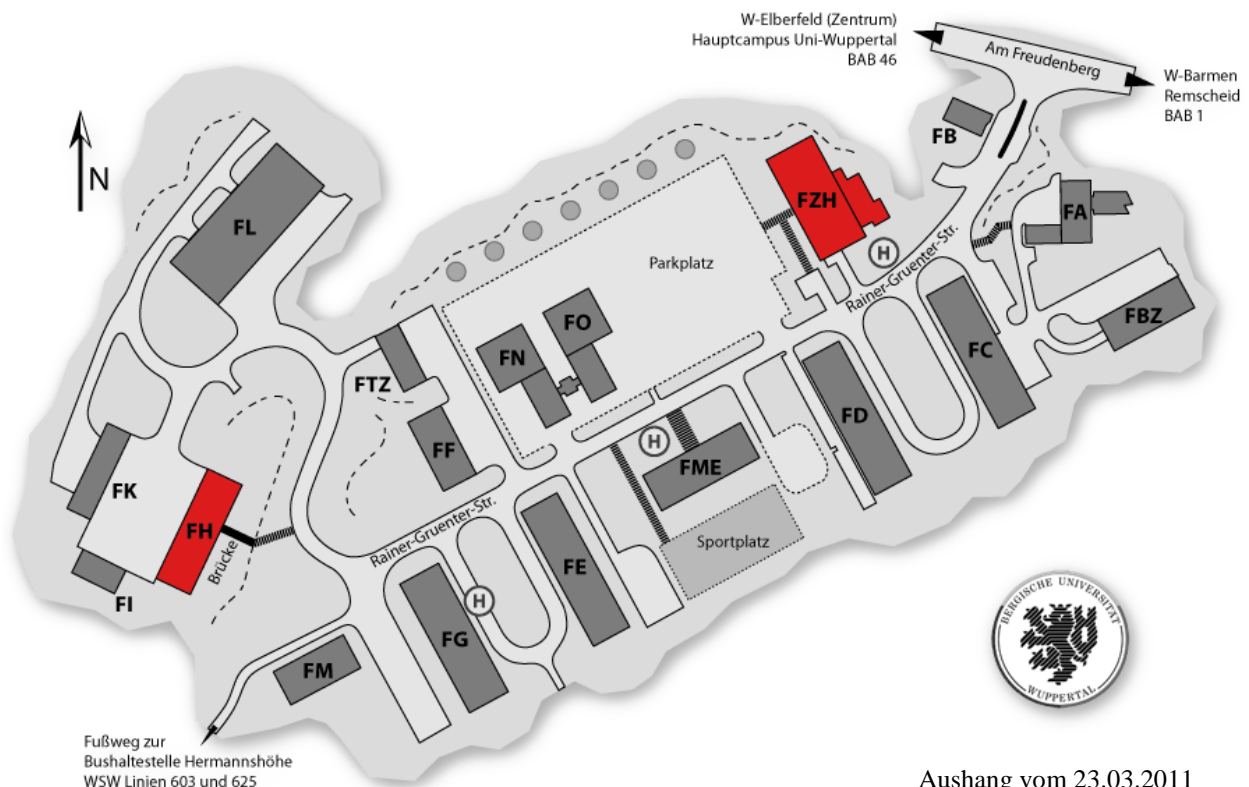 W-Elberfeld (Zentrum)
Hauptcampus Uni-Wuppertal
BAB 46
Am Freudenberg
W-Barmen
Remscheid
BAB 1
N
FB
FL
FZH
FA
H
Parkplatz
Rainer-Gruenter-Str.
FBZ
FO
FN
FC
FTZ
FD
FF
H
FME
FK
FH
Brücke
Rainer-Gruenter-Str.
Sportplatz
FE
FI
H
FG
FM
BERGISCHE UNIVERSITÄT
WUPPERTAL
Fußweg zur
Bushaltestelle Hermannshöhe
WSW Linien 603 und 625
Aushang vom 23.03.2011